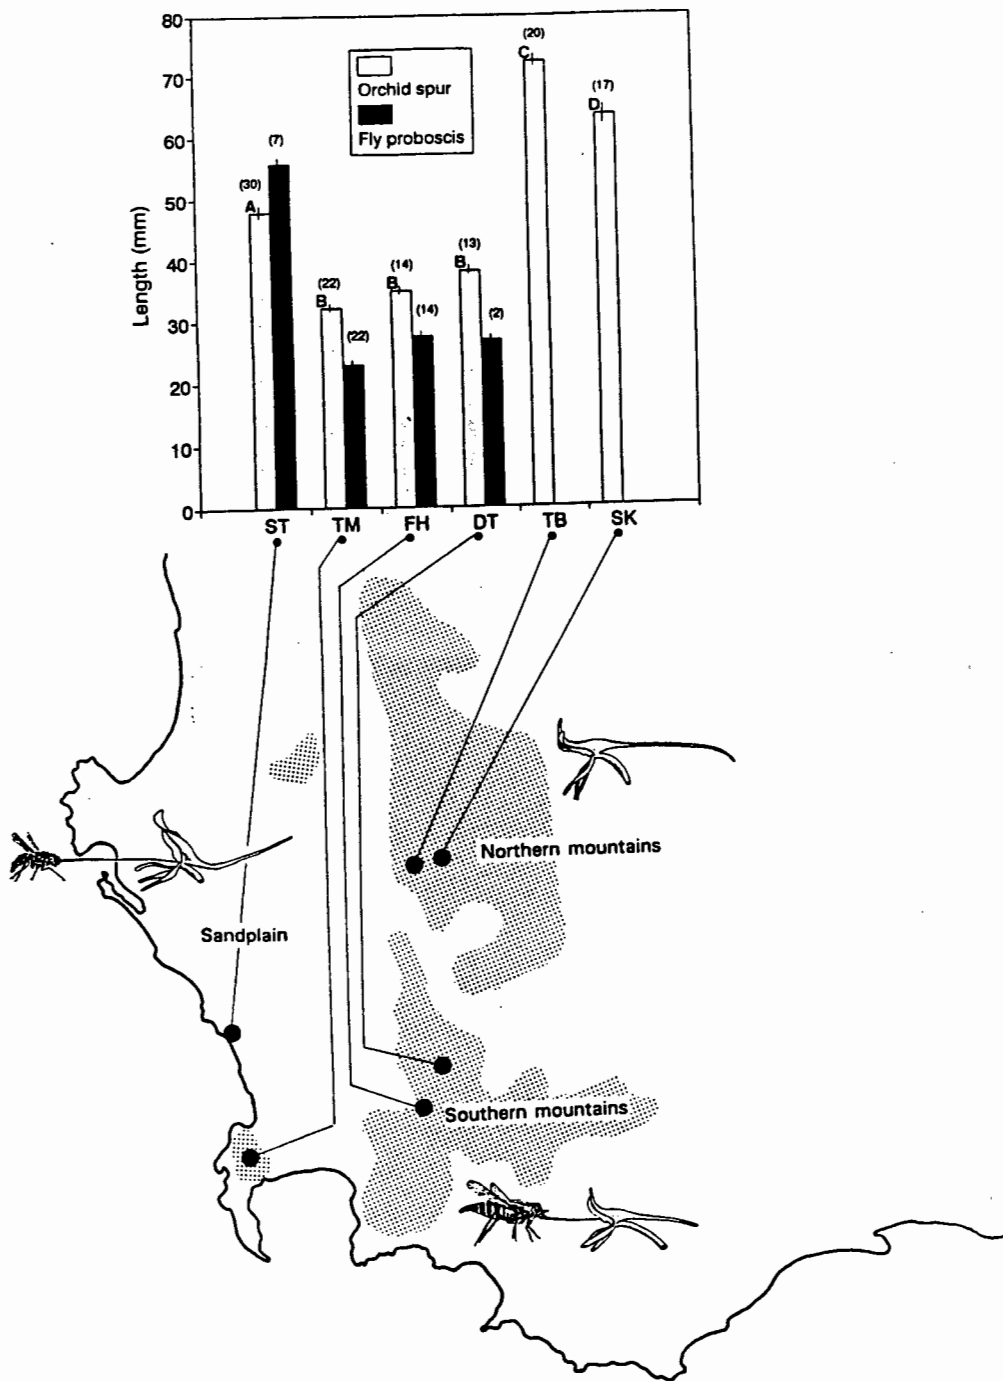 80
70
60
50
40
30
20
10
0
Length (mm)
Orchid spur
Fly proboscis
(30)
A
(7)
(22)
B
(22)
(14)
B
(14)
(13)
B
(2)
(20)
C
(17)
D
ST TM FH DT TB SK
Northern mountains
Sandplain
Southern mountains